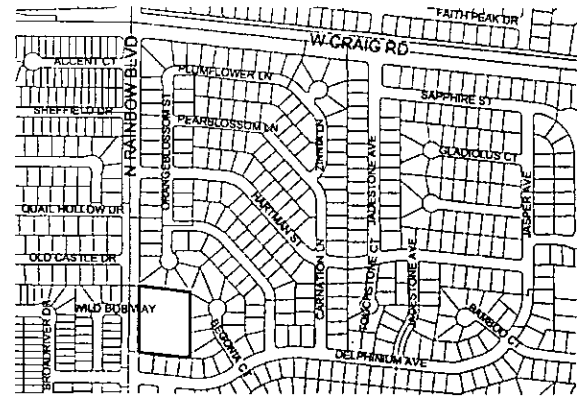 FAITH PEAK DR
W CRAIG RD
ACCENT CT
N RAINBOW BLVD
PLUMFLOWER LN
SAPPHIRE ST
SHEFFIELD DR
ORANGEBLOSSOM ST
PEARBLOSSOM LN
ZINNIA LN
JADESTONE AVE
GLADIOLUS CT
JASPER AVE
QUAIL HOLLOW DR
HARTMAN ST
OLD CASTLE DR
CARNATION LN
TOUCHSTONE CT
JADESTONE AVE
BROADRIVER DR
WILD BUD WAY
BEGONIA CT
BAMBOO CT
DELPHINIUM AVE